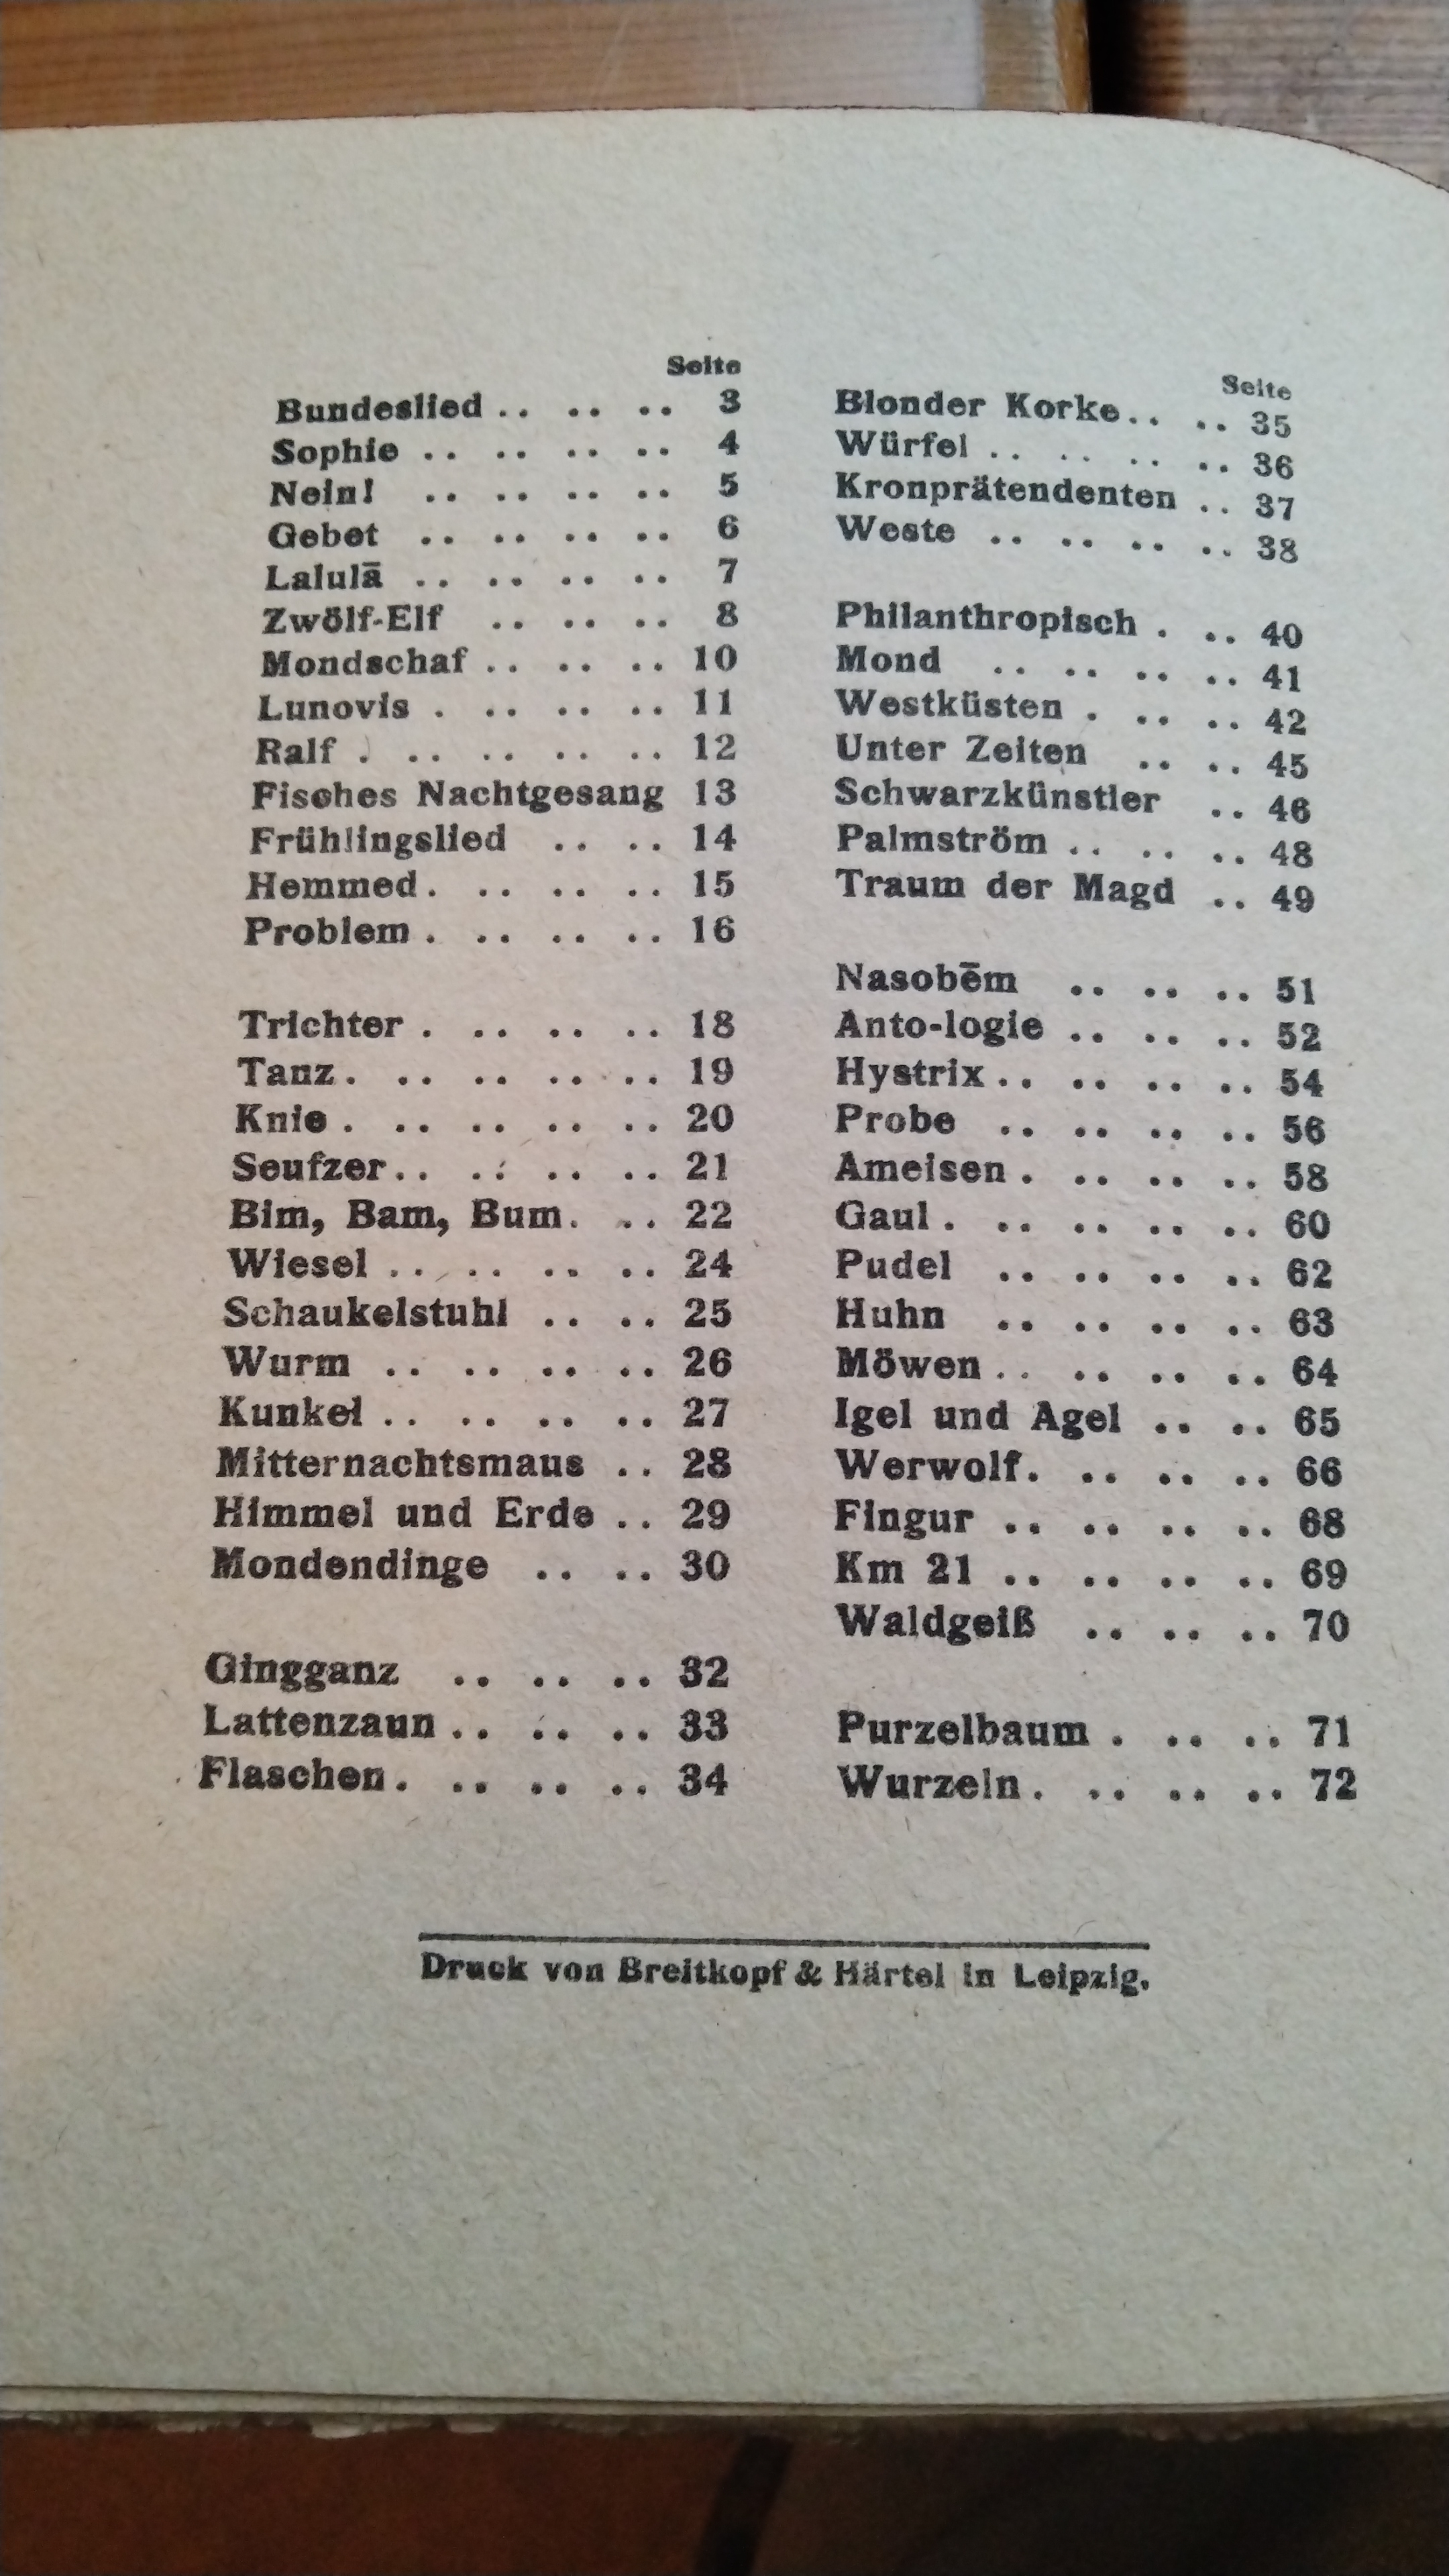 Seite
Bundeslied .. .. .. 3
Sophie .. .. .. .. 4
Nein! .. .. .. .. 5
Gebet .. .. .. .. 6
Lalulā .. .. .. .. 7
Zwölf-Elf .. .. .. 8
Mondschaf .. .. .. 10
Lunovis . .. .. .. 11
Ralf . .. .. .. .. 12
Fisches Nachtgesang 13
Frühlingslied .. .. 14
Hemmed . .. .. .. 15
Problem . .. .. .. 16
Trichter . .. .. .. 18
Tanz . .. .. .. .. 19
Knie . .. .. .. .. 20
Seufzer .. .. .. .. 21
Bim, Bam, Bum . .. 22
Wiesel .. .. .. .. 24
Schaukelstuhl .. .. 25
Wurm .. .. .. .. 26
Kunkel .. .. .. .. 27
Mitternachtsmaus .. 28
Himmel und Erde .. 29
Mondendinge .. .. 30
Gingganz .. .. .. 32
Lattenzaun .. .. .. 33
Flaschen . .. .. .. 34
Seite
Blonder Korke .. .. 35
Würfel .. .. .. .. 36
Kronprätendenten .. 37
Weste .. .. .. .. 38
Philanthropisch . .. 40
Mond .. .. .. .. 41
Westküsten . .. .. 42
Unter Zeiten .. .. 45
Schwarzkünstler .. 46
Palmström .. .. .. 48
Traum der Magd .. 49
Nasobēm .. .. .. 51
Anto-logie .. .. .. 52
Hystrix .. .. .. .. 54
Probe .. .. .. .. 56
Ameisen . .. .. .. 58
Gaul . .. .. .. .. 60
Pudel .. .. .. .. 62
Huhn .. .. .. .. 63
Möwen .. .. .. .. 64
Igel und Agel .. .. 65
Werwolf . .. .. .. 66
Fingur .. .. .. .. 68
Km 21 .. .. .. .. 69
Waldgeiß .. .. .. 70
Purzelbaum . .. .. 71
Wurzeln . .. .. .. 72
Druck von Breitkopf & Härtel in Leipzig.